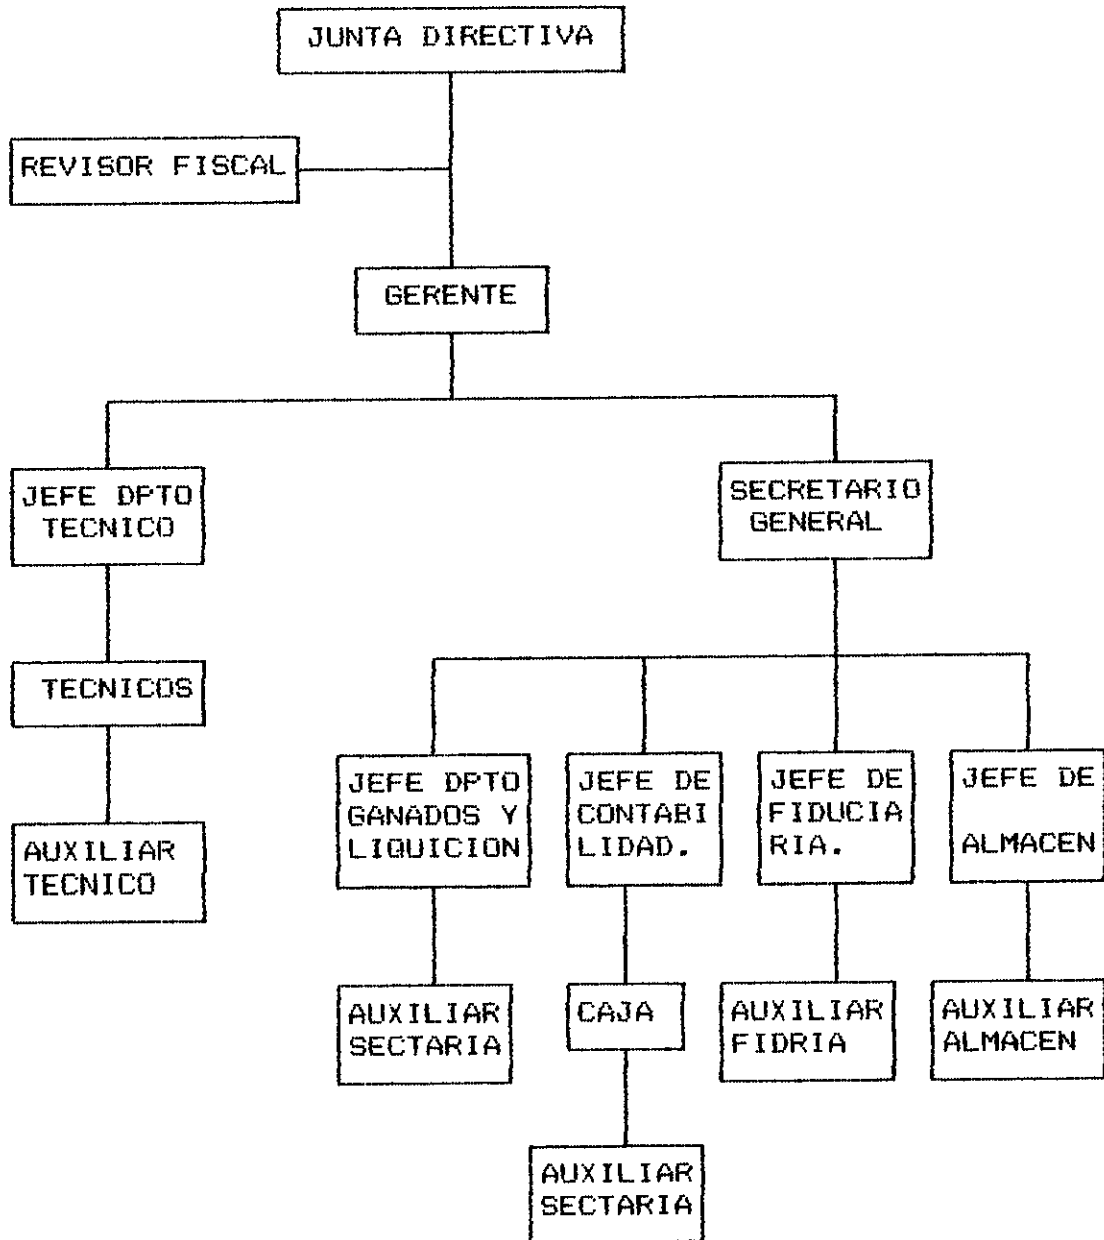 JUNTA DIRECTIVA
REVISOR FISCAL
GERENTE
JEFE DPTO
TECNICO
SECRETARIO
GENERAL
TECNICOS
JEFE DPTO
GANADOS Y
LIQUICION
JEFE DE
CONTABI
LIDAD.
JEFE DE
FIDUCIA
RIA.
JEFE DE
ALMACEN
AUXILIAR
TECNICO
AUXILIAR
SECTARIA
CAJA
AUXILIAR
FIDRIA
AUXILIAR
ALMACEN
AUXILIAR
SECTARIA